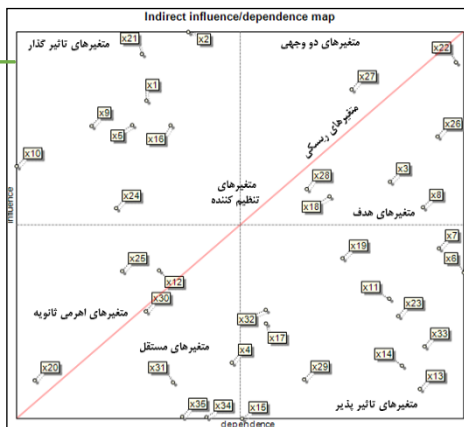 Indirect influence/dependence map
متغیرهای تاثیر گذار
x21
x2
متغیرهای دو وجهی
x22
x1
x27
x9
x5
x16
متغیرهای ریسکی
x26
x10
x3
x28
متغیرهای
تنظیم کننده
x24
x18
x8
متغیرهای هدف
influence
x7
x19
x6
x25
x12
x11
x30
x23
متغیرهای اهرمی ثانویه
x32
x17
x33
متغیرهای مستقل
x4
x14
x20
x31
x29
x13
متغیرهای تاثیر پذیر
x35
x34
x15
dependence